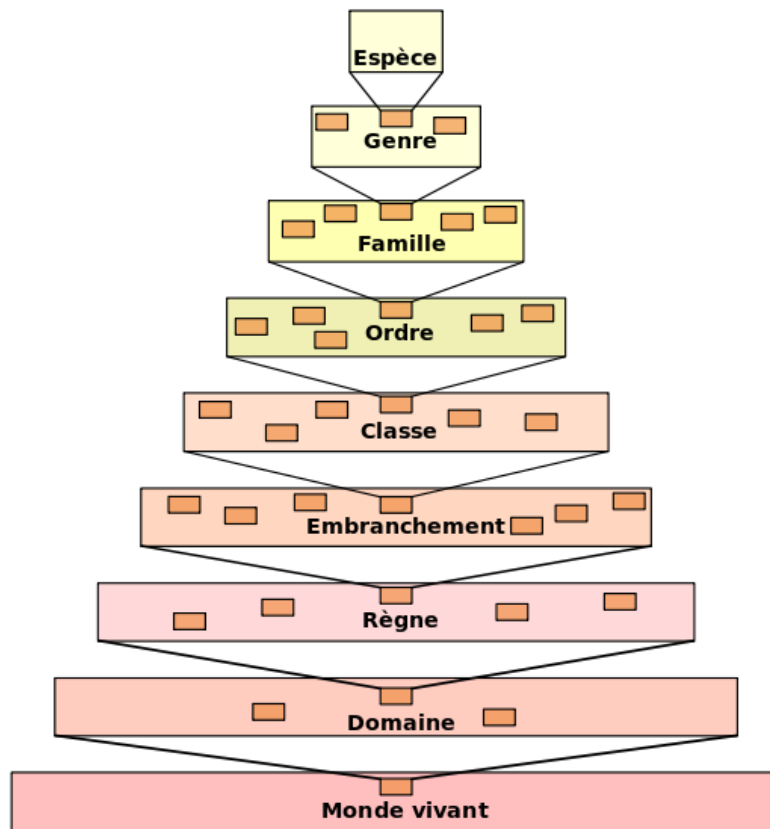 Espèce
Genre
Famille
Ordre
Classe
Embranchement
Règne
Domaine
Monde vivant